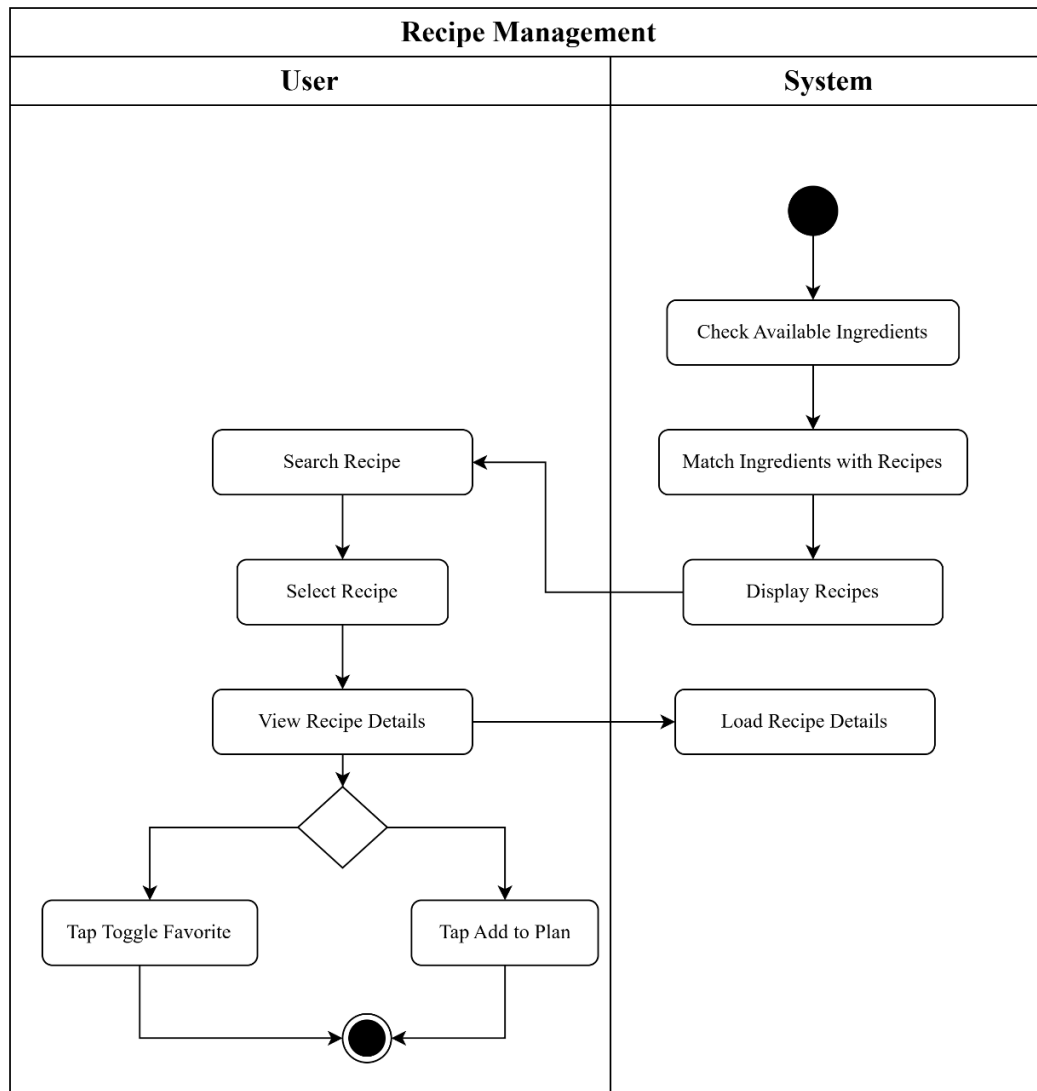 Recipe Management
User
System
Check Available Ingredients
Search Recipe
Match Ingredients with Recipes
Select Recipe
Display Recipes
View Recipe Details
Load Recipe Details
Tap Toggle Favorite
Tap Add to Plan